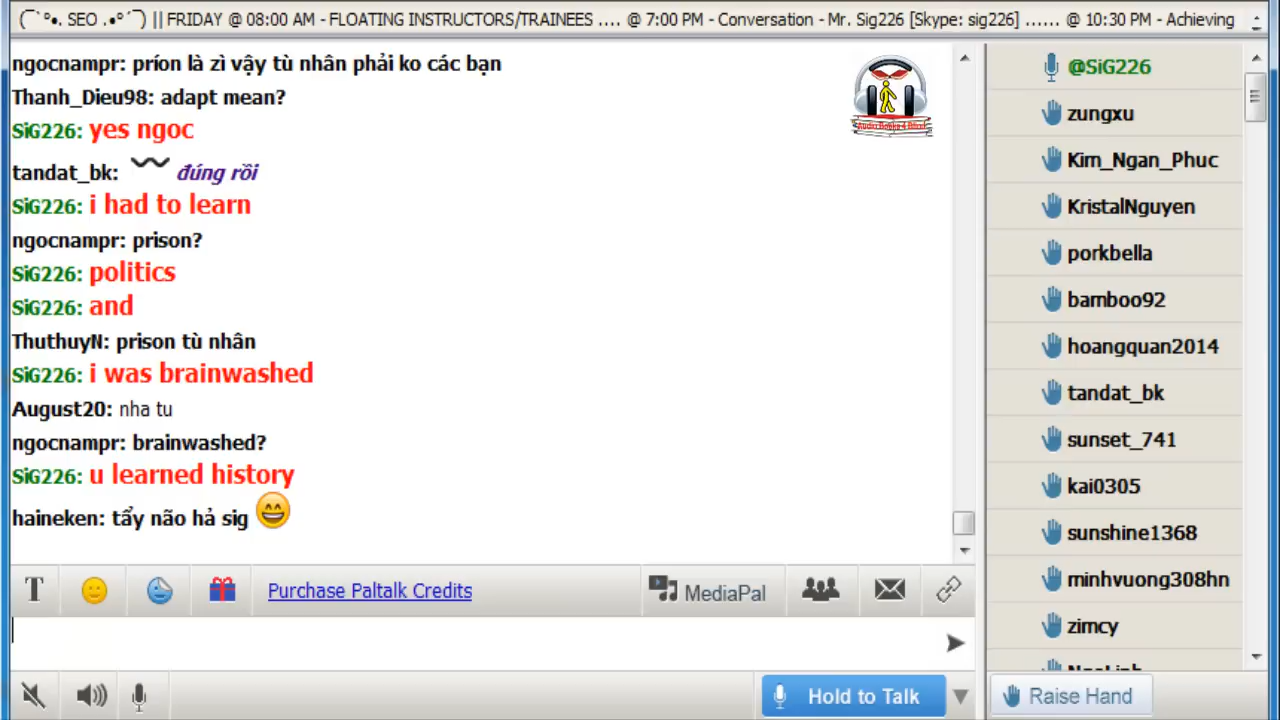 (¯`°•. SEO .•°´¯) || FRIDAY @ 08:00 AM - FLOATING INSTRUCTORS/TRAINEES .... @ 7:00 PM - Conversation - Mr. Sig226 [Skype: sig226] ...... @ 10:30 PM - Achieving
ngocnampr: príon là zì vậy tù nhân phải ko các bạn
Thanh_Dieu98: adapt mean?
SiG226: yes ngoc
tandat_bk: đúng rồi
SiG226: i had to learn
ngocnampr: prison?
SiG226: politics
SiG226: and
ThuthuyN: prison tù nhân
SiG226: i was brainwashed
August20: nha tu
ngocnampr: brainwashed?
SiG226: u learned history
haineken: tẩy não hả sig
@SiG226
zungxu
Kim_Ngan_Phuc
KristalNguyen
porkbella
bamboo92
hoangquan2014
tandat_bk
sunset_741
kai0305
sunshine1368
minhvuong308hn
zimcy
T
Purchase Paltalk Credits
MediaPal
Hold to Talk
Raise Hand